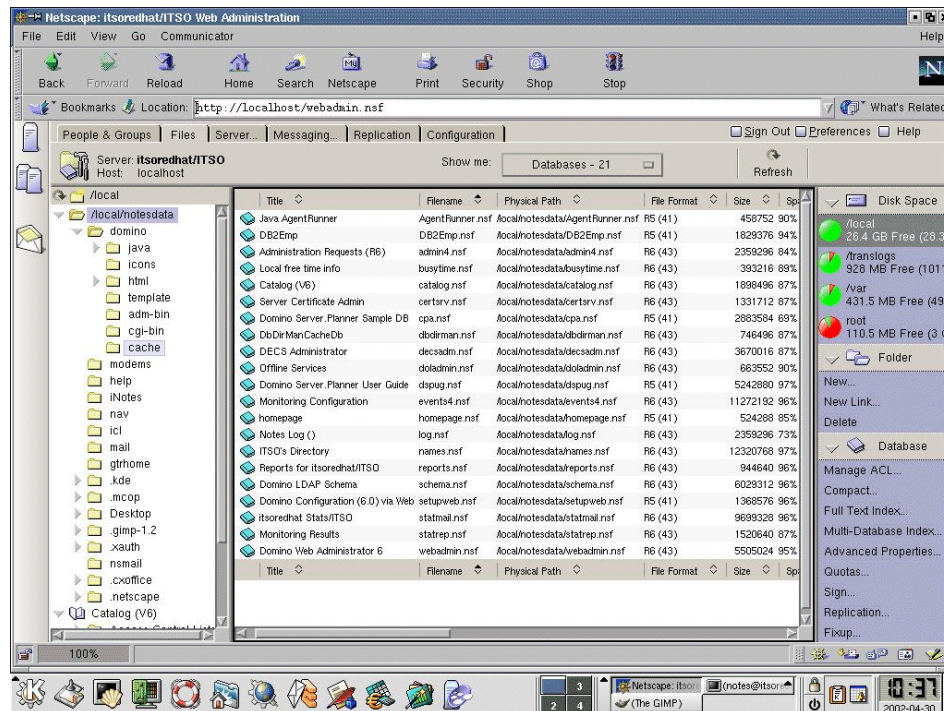 Netscape: itsoredhat/ITSO Web Administration
File Edit View Go Communicator Help
Back Forward Reload Home Search Netscape Print Security Shop Stop
My
N
Bookmarks Location: http://localhost/webadmin.nsf What's Related
People & Groups Files Server... Messaging... Replication Configuration Sign Out Preferences Help
Server: itsoredhat/ITSO
Host: localhost
Show me: Databases - 21
Refresh
/local
/local/notesdata
domino
java
icons
html
template
adm-bin
cgi-bin
cache
modems
help
iNotes
nav
icl
mail
gtrhome
.kde
.mcop
Desktop
.gimp-1.2
.xauth
nsmail
.cxoffice
.netscape
Catalog (V6)
Title Filename Physical Path File Format Size
Java AgentRunner AgentRunner.nsf /local/notesdata/AgentRunner.nsf R5 (41) 458752 90%
DB2Emp DB2Emp.nsf /local/notesdata/DB2Emp.nsf R5 (41) 1829376 94%
Administration Requests (R6) admin4.nsf /local/notesdata/admin4.nsf R6 (43) 2359296 84%
Local free time info busytime.nsf /local/notesdata/busytime.nsf R6 (43) 393216 89%
Catalog (V6) catalog.nsf /local/notesdata/catalog.nsf R6 (43) 1898496 87%
Server Certificate Admin certsrv.nsf /local/notesdata/certsrv.nsf R6 (43) 1331712 87%
Domino Server.Planner Sample DB cpa.nsf /local/notesdata/cpa.nsf R5 (41) 2883584 69%
DbDirManCacheDb dbdirman.nsf /local/notesdata/dbdirman.nsf R6 (43) 746496 87%
DECS Administrator decsadm.nsf /local/notesdata/decsadm.nsf R6 (43) 3670016 87%
Offline Services doladmin.nsf /local/notesdata/doladmin.nsf R6 (43) 663552 90%
Domino Server.Planner User Guide dspug.nsf /local/notesdata/dspug.nsf R5 (41) 5242880 97%
Monitoring Configuration events4.nsf /local/notesdata/events4.nsf R6 (43) 11272192 96%
homepage homepage.nsf /local/notesdata/homepage.nsf R5 (41) 524288 85%
Notes Log () log.nsf /local/notesdata/log.nsf R6 (43) 2359296 73%
ITSO's Directory names.nsf /local/notesdata/names.nsf R6 (43) 12320768 97%
Reports for itsoredhat/ITSO reports.nsf /local/notesdata/reports.nsf R6 (43) 944640 96%
Domino LDAP Schema schema.nsf /local/notesdata/schema.nsf R6 (43) 6029312 96%
Domino Configuration (6.0) via Web setupweb.nsf /local/notesdata/setupweb.nsf R5 (41) 1368576 96%
itsoredhat Stats/ITSO statmail.nsf /local/notesdata/statmail.nsf R6 (43) 9699328 96%
Monitoring Results statrep.nsf /local/notesdata/statrep.nsf R6 (43) 1520640 87%
Domino Web Administrator 6 webadmin.nsf /local/notesdata/webadmin.nsf R6 (43) 5505024 95%
Title Filename Physical Path File Format Size
Disk Space
/local
26.4 GB Free (28.3
/translogs
928 MB Free (101
/var
431.5 MB Free (49
root
110.5 MB Free (3
Folder
New...
New Link...
Delete
Database
Manage ACL...
Compact...
Full Text Index...
Multi-Database Index...
Advanced Properties...
Quotas...
Sign...
Replication...
Fixup...
100%
3
2 4
Netscape: itsore
(notes@itsore
(The GIMP)
10:37
2002-04-30